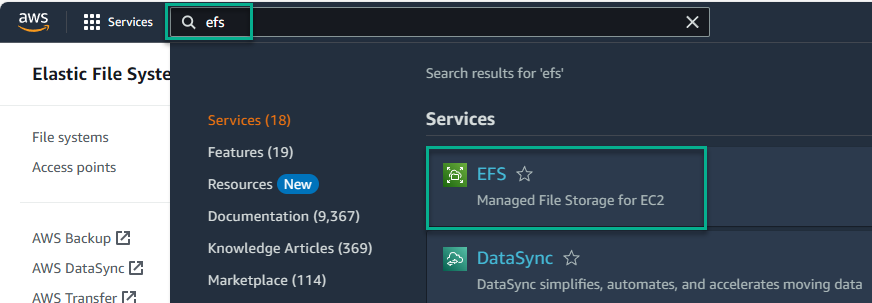 aws
Services
efs
Elastic File Syste
File systems
Access points
AWS Backup
AWS DataSync
AWS Transfer
Search results for 'efs'
Services (18)
Features (19)
Resources New
Documentation (9,367)
Knowledge Articles (369)
Marketplace (114)
Services
EFS
Managed File Storage for EC2
DataSync
DataSync simplifies, automates, and accelerates moving data